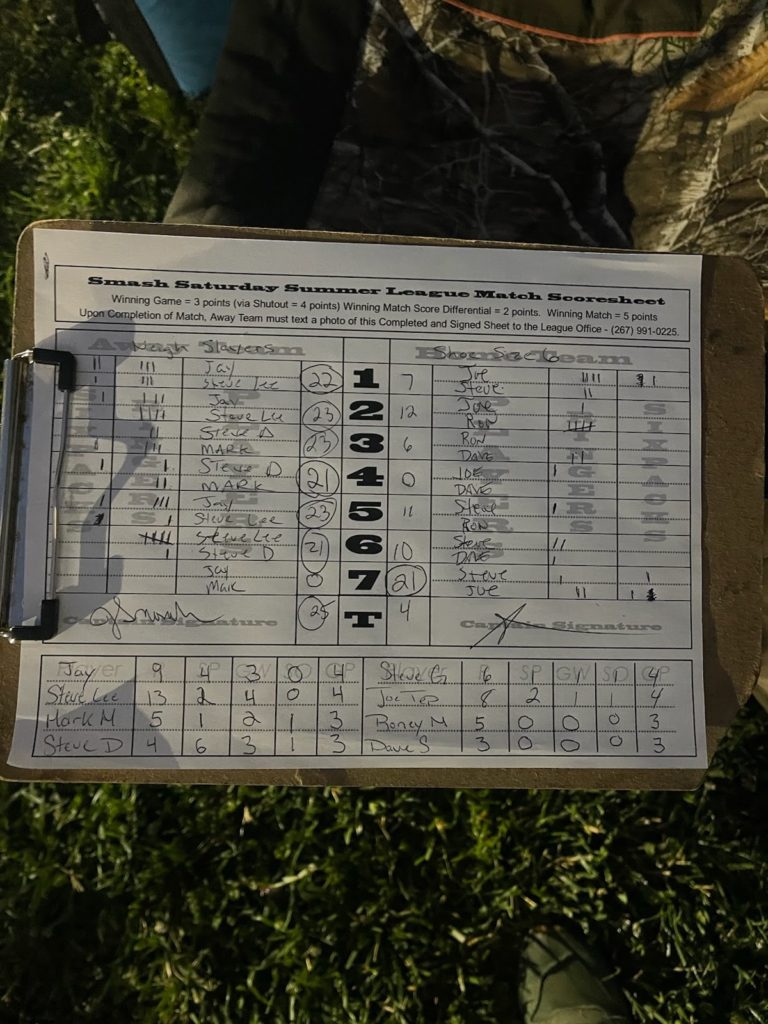 Smash Saturday Summer League Match Scoresheet
Winning Game = 3 points (via Shutout = 4 points) Winning Match Score Differential = 2 points. Winning Match = 5 points
Upon Completion of Match, Away Team must text a photo of this Completed and Signed Sheet to the League Office - (267) 991-0225.
Jay 22 1 7 Joe
Steve Lee Steve
Jay 23 2 12 Joe
Steve Lee Ron
Steve D 23 3 6 Ron
MARK Dave
Steve D 21 4 0 JOE
MARK DAVE
Jay 23 5 11 Steve
Steve Lee RON
Steve Lee 21 6 10 Steve
Steve D DAVE
Jay 0 7 21 Steve
Mark Joe
25 T 4
Captain Signature Captain Signature
Jay 9 4 3 0 4 Steve G 6 SP GW SD 4
Steve Lee 13 2 4 0 4 Joe 8 2 1 1 4
Mark M 5 1 2 1 3 Roney M 5 0 0 0 3
Steve D 4 6 3 1 3 Dave S 3 0 0 0 3